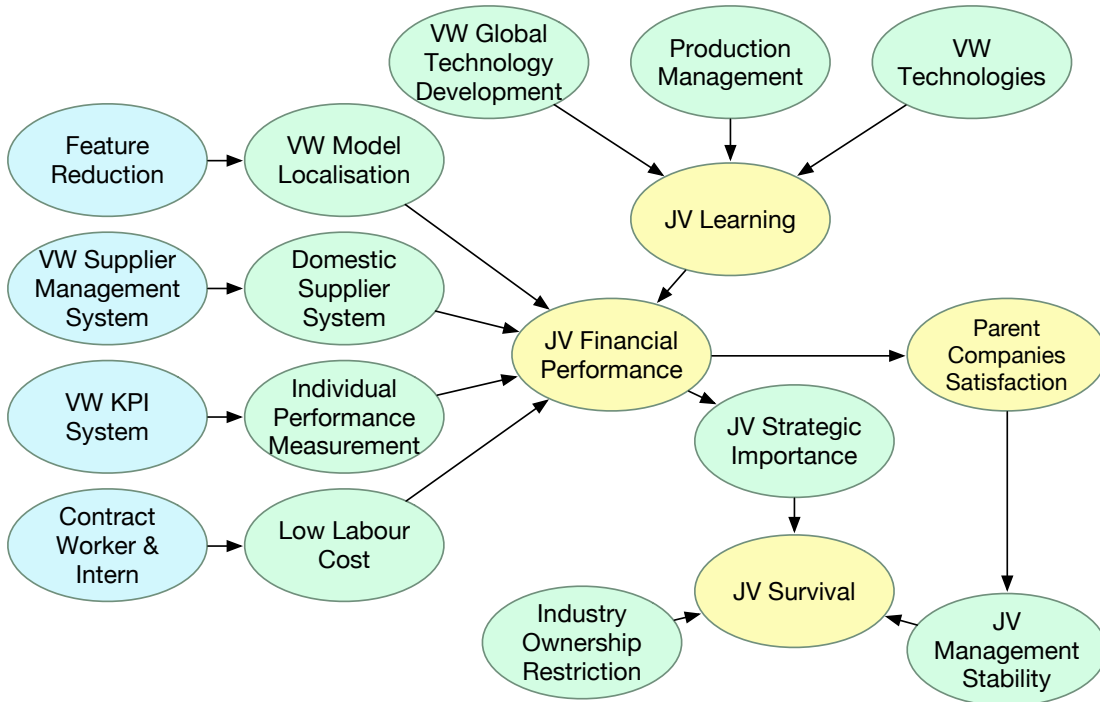 VW Global
Technology
Development
Production
Management
VW
Technologies
Feature
Reduction
VW Model
Localisation
JV Learning
VW Supplier
Management
System
Domestic
Supplier
System
JV Financial
Performance
Parent
Companies
Satisfaction
VW KPI
System
Individual
Performance
Measurement
JV Strategic
Importance
Contract
Worker &
Intern
Low Labour
Cost
JV Survival
Industry
Ownership
Restriction
JV
Management
Stability